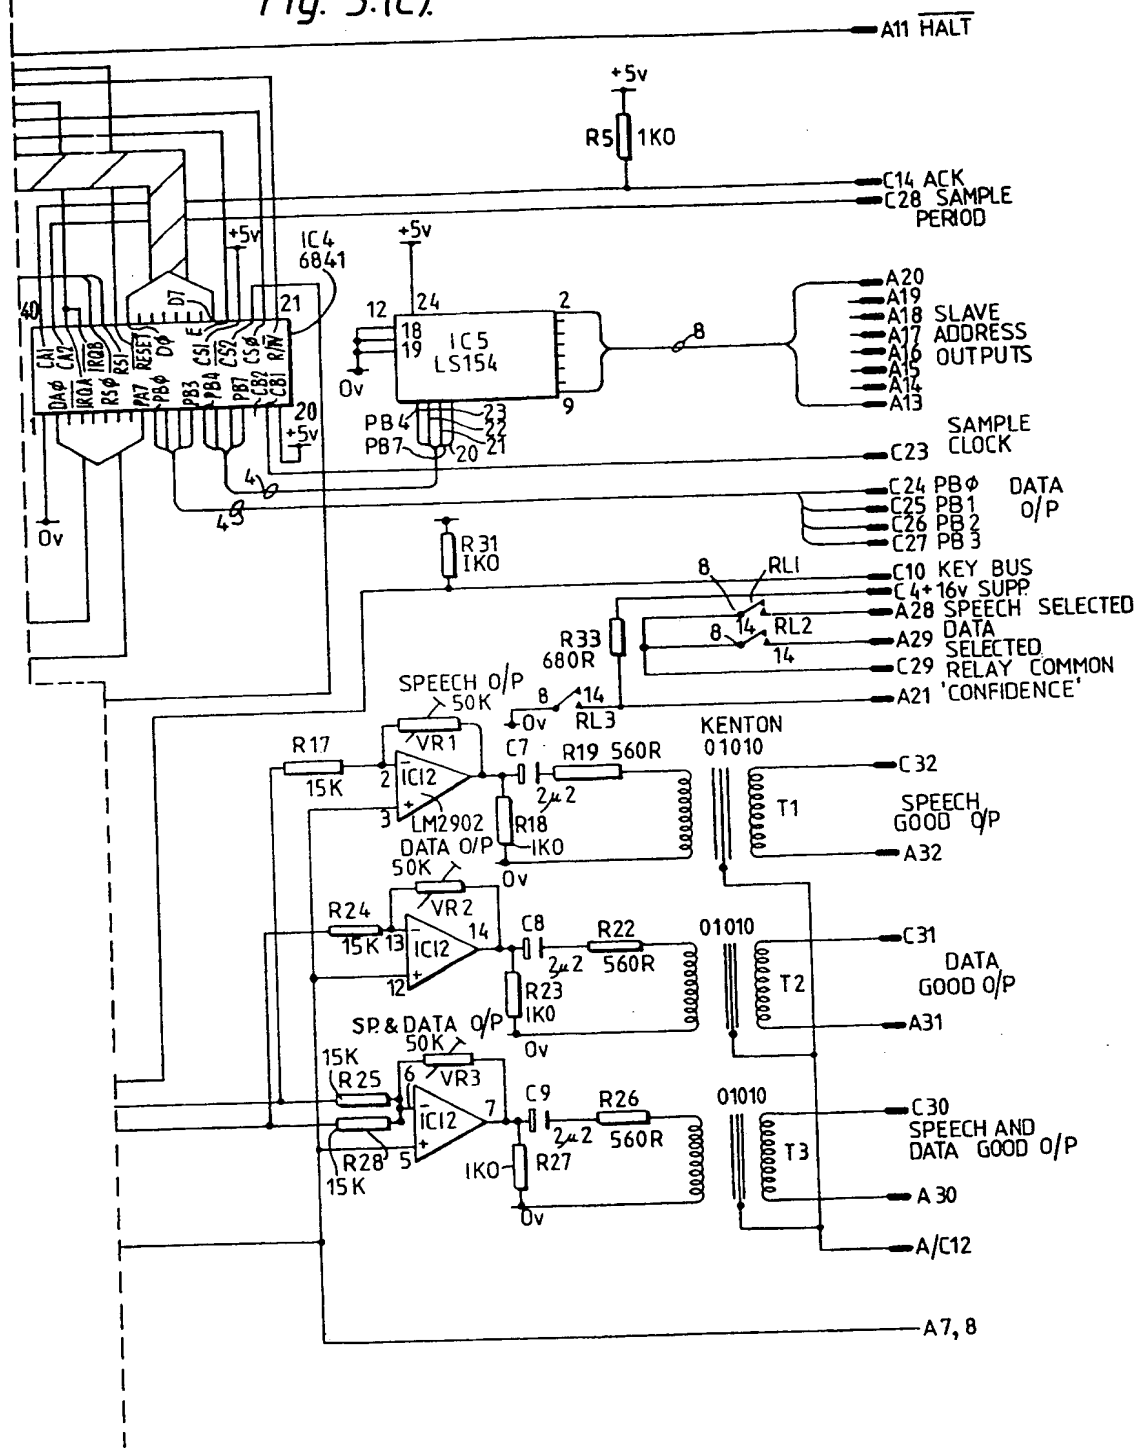 Fig. 5.(c).
A11 HALT
+5v
R5 1K0
C14 ACK
C28 SAMPLE
PERIOD
+5v
IC4
6841
+5v
A20
A19
A18 SLAVE
A17 ADDRESS
A16 OUTPUTS
A15
A14
A13
40
D7
21
12
24
2
18
19
IC5
LS154
8
0v
9
CA1
CA2
IRQB
RS1
RESET
D0
E
CS1
CS2
CSØ
R/W
DAØ
IRQA
RSØ
PA7
PBØ
PB3
PB4
PB7
CB2
CB1
20
+5v
PB4
PB7
23
22
21
20
SAMPLE
CLOCK
C23
4
4
0v
C24 PBØ DATA
C25 PB1 O/P
C26 PB2
C27 PB3
R31
1K0
C10 KEY BUS
C4 +16v SUPP.
8
RL1
A28 SPEECH SELECTED
14
8
RL2
14
A29 DATA
SELECTED
R33
680R
C29 RELAY COMMON
A21 'CONFIDENCE'
8
14
0v
RL3
SPEECH O/P
50K
VR1
R17
15K
2
3
IC12
LM2902
C7
2µ2
R19 560R
R18
1K0
0v
KENTON
01010
T1
C32
SPEECH
GOOD O/P
A32
DATA O/P
50K
VR2
R24
15K
13
12
14
IC12
C8
2µ2
R22
560R
R23
1K0
0v
01010
T2
C31
DATA
GOOD O/P
A31
SP. & DATA O/P
50K
VR3
15K
R25
6
5
7
IC12
R28
15K
C9
2µ2
R26
560R
1K0
R27
0v
01010
T3
C30
SPEECH AND
DATA GOOD O/P
A30
A/C12
A7,8